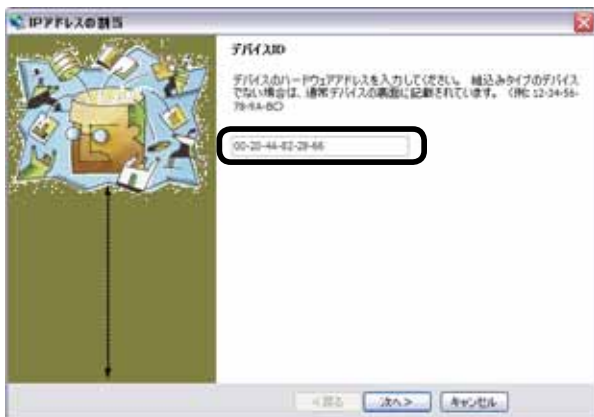 IPアドレスの割当
デバイスID
デバイスのハードウェアアドレスを入力してください。 組込みタイプのデバイス
でない場合は、通常デバイスの裏面に記載されています。 (例: 12-34-56-
78-9A-BC)
00-20-4A-82-28-66
<戻る 次へ> キャンセル